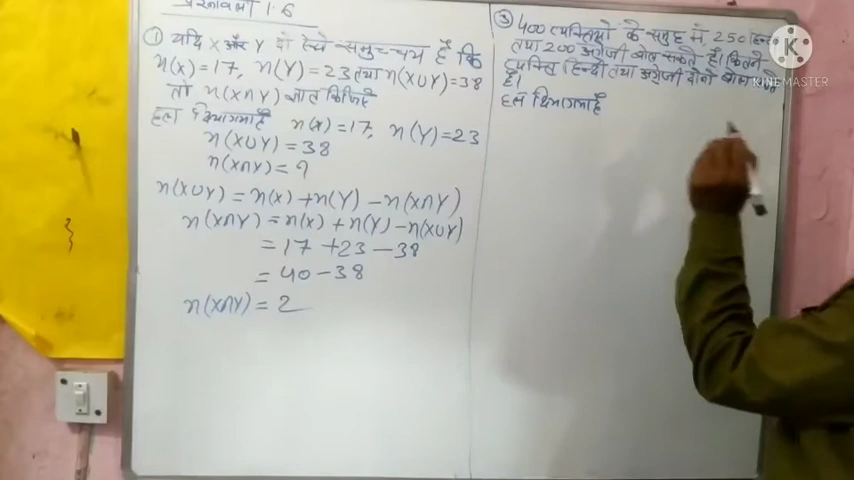 प्रश्नावली 1.6
① यदि X और Y दो ऐसे समुच्चय हैं कि
n(X)=17, n(Y)=23 तथा n(X∪Y)=38
तो n(X∩Y) ज्ञात कीजिए
हल दिया गया है n(X)=17, n(Y)=23
n(X∪Y)=38
n(X∩Y)=?
n(X∪Y)=n(X)+n(Y)-n(X∩Y)
n(X∩Y)=n(X)+n(Y)-n(X∪Y)
=17+23-38
=40-38
n(X∩Y)=2
③ 400 व्यक्तियों के समूह में, 250 हिन्दी
तथा 200 अंग्रेजी बोल सकते हैं। कितने
व्यक्ति हिन्दी तथा अंग्रेजी दोनों बोल सकते
है।
हल दिया गया है
KINEMASTER